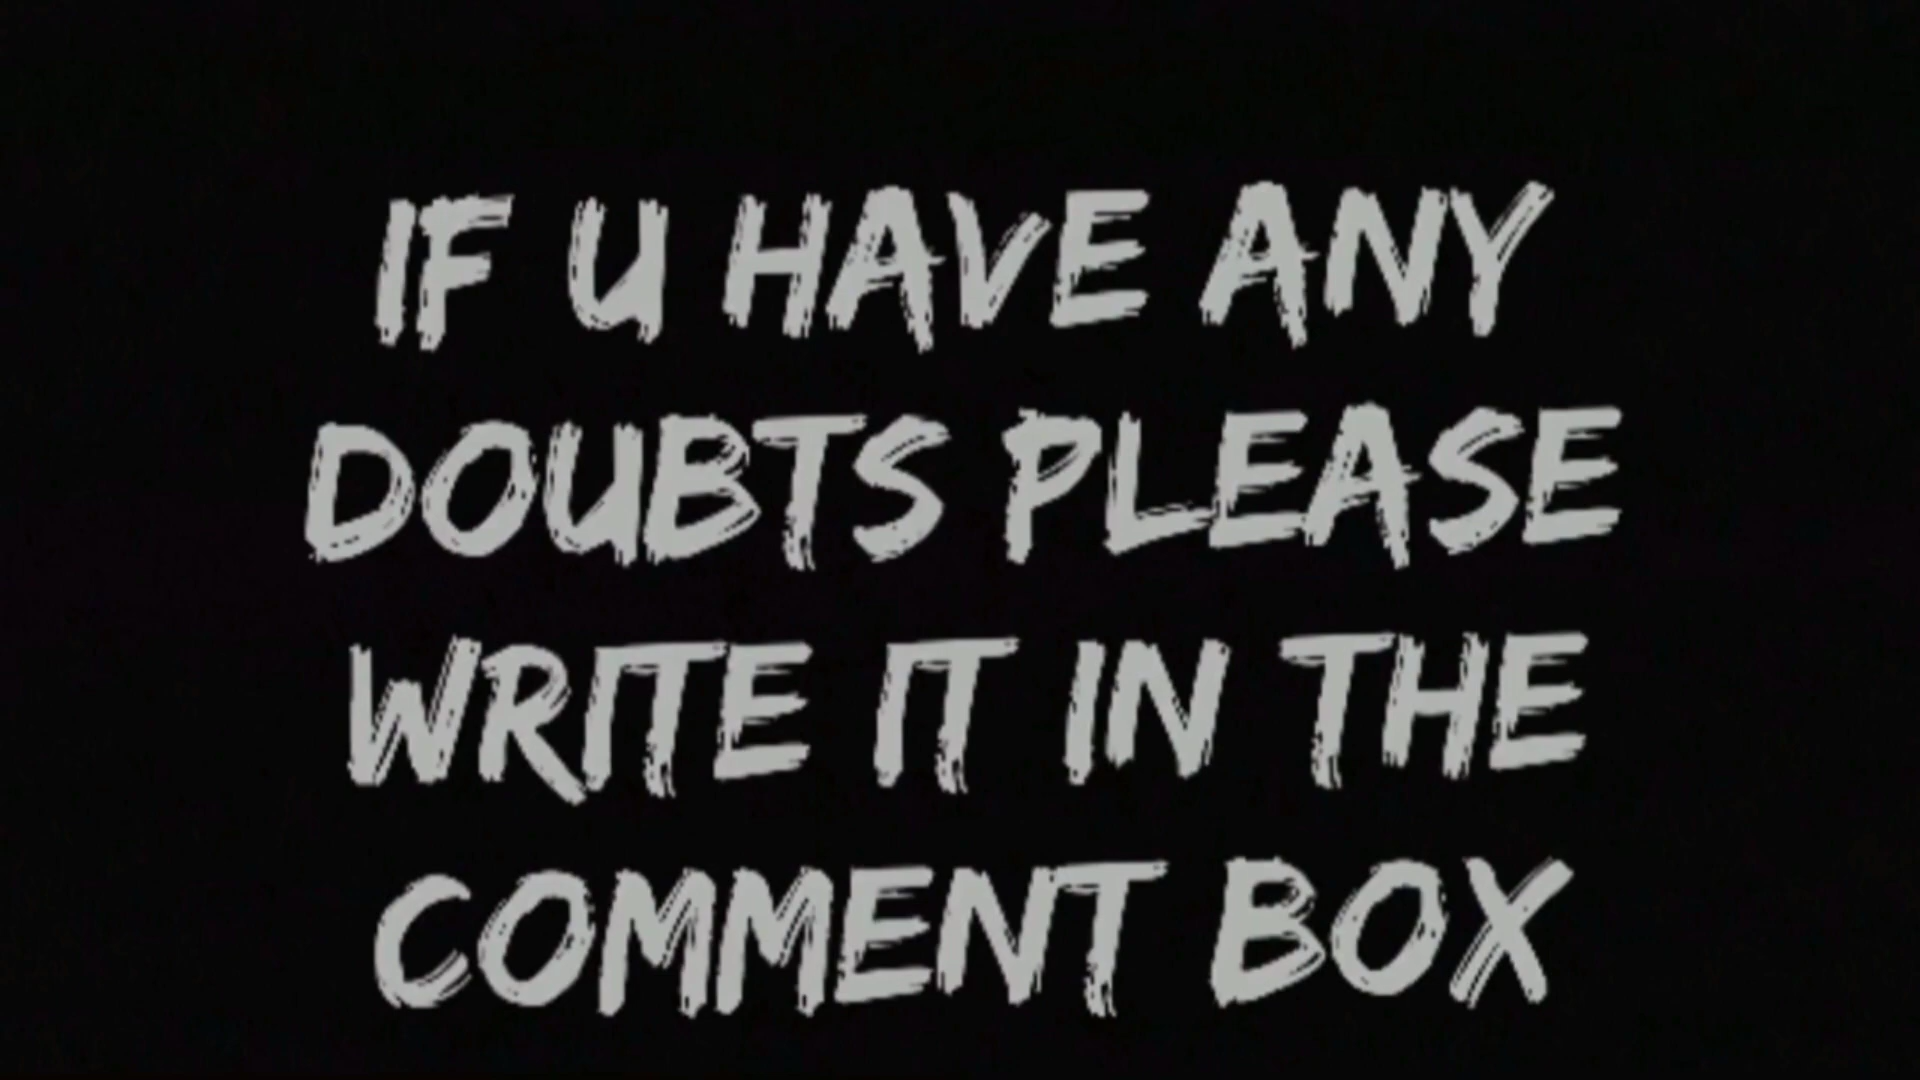 IF U HAVE ANY
DOUBTS PLEASE
WRITE IT IN THE
COMMENT BOX